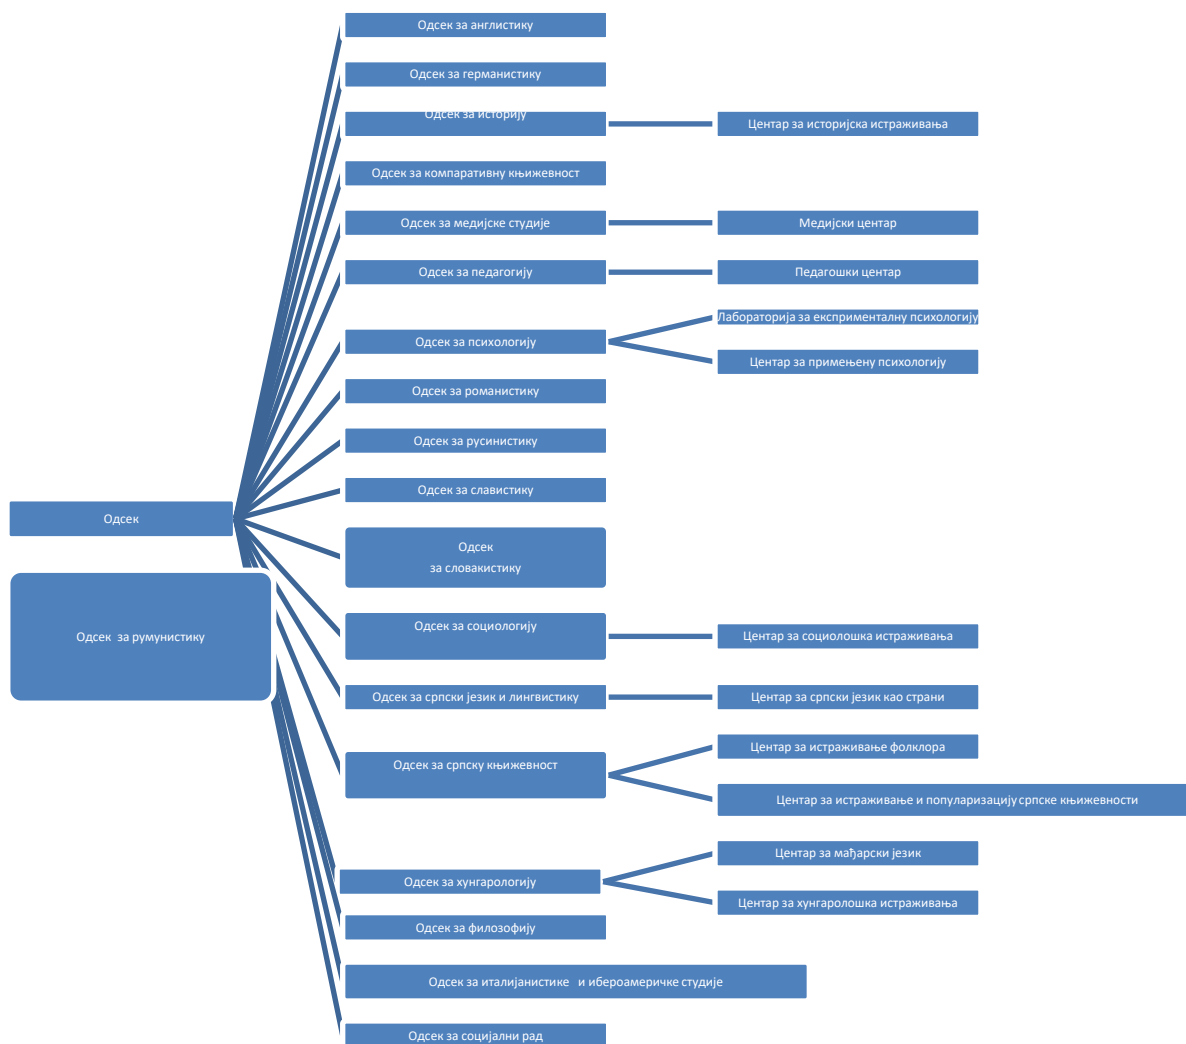 Одсек за англистику
Одсек за германистику
Одсек за историју
Центар за историјска истраживања
Одсек за компаративну књижевност
Одсек за медијске студије
Медијски центар
Одсек за педагогију
Педагошки центар
Лабораторија за експрименталну психологију
Одсек за психологију
Центар за примењену психологију
Одсек за романистику
Одсек за русинистику
Одсек за славистику
Одсек
Одсек
за словакистику
Одсек за румунистику
Одсек за социологију
Центар за социолошка истраживања
Одсек за српски језик и лингвистику
Центар за српски језик као страни
Центар за истраживање фолклора
Одсек за српску књижевност
Центар за истраживање и популаризацију српске књижевности
Центар за мађарски језик
Одсек за хунгарологију
Центар за хунгаролошка истраживања
Одсек за филозофију
Одсек за италијанистике и ибероамеричке студије
Одсек за социјални рад